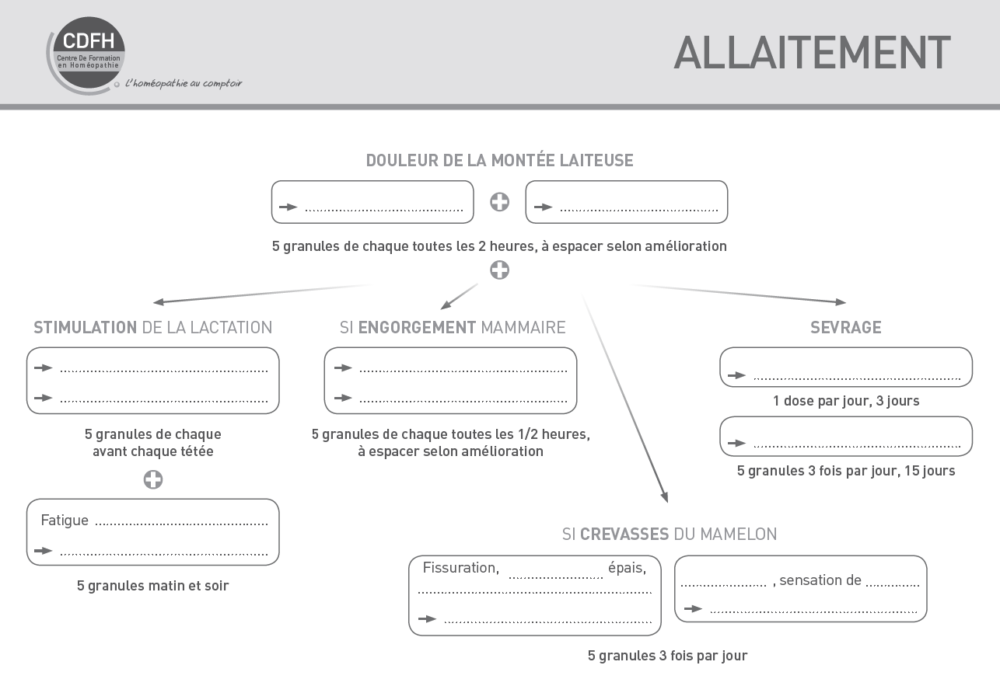 CDFH
Centre De Formation
en Homéopathie
L'homéopathie au comptoir
ALLAITEMENT
DOULEUR DE LA MONTÉE LAITEUSE
5 granules de chaque toutes les 2 heures, à espacer selon amélioration
STIMULATION DE LA LACTATION
5 granules de chaque
avant chaque tétée
Fatigue
5 granules matin et soir
SI ENGORGEMENT MAMMAIRE
5 granules de chaque toutes les 1/2 heures,
à espacer selon amélioration
SEVRAGE
1 dose par jour, 3 jours
5 granules 3 fois par jour, 15 jours
SI CREVASSES DU MAMELON
Fissuration, épais,
, sensation de
5 granules 3 fois par jour